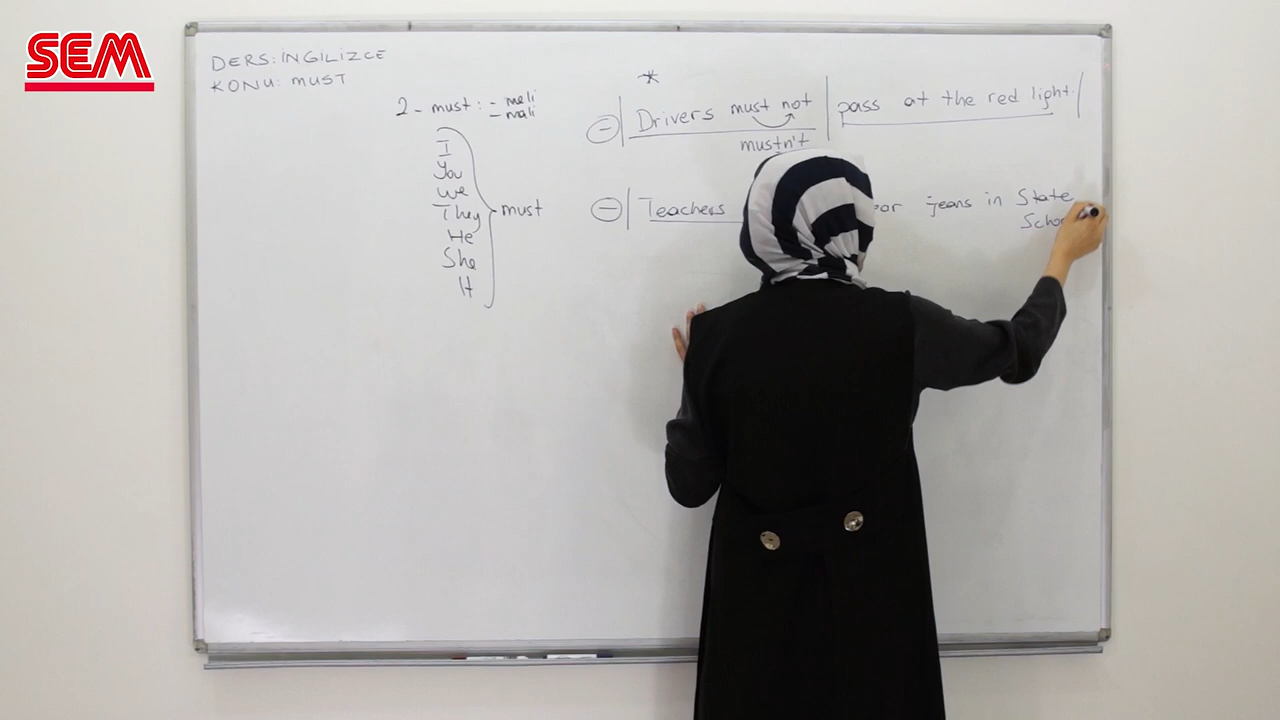 SEM
DERS: İNGİLİZCE
KONU: MUST
2- must: -meli
-malı
I
You
We
They
He
She
It
must
*
- Drivers must not pass at the red light.
mustn't
- Teachers jeans in State